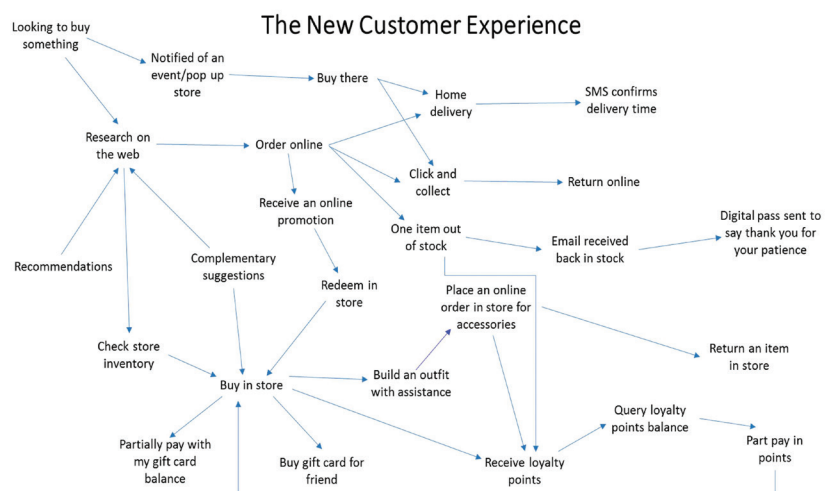 The New Customer Experience
Looking to buy
something
Notified of an
event/pop up
store
Buy there
Home
delivery
SMS confirms
delivery time
Research on
the web
Order online
Click and
collect
Return online
Receive an online
promotion
One item out
of stock
Email received
back in stock
Digital pass sent to
say thank you for
your patience
Recommendations
Complementary
suggestions
Redeem in
store
Place an online
order in store for
accessories
Check store
inventory
Buy in store
Build an outfit
with assistance
Return an item
in store
Partially pay with
my gift card
balance
Buy gift card for
friend
Receive loyalty
points
Query loyalty
points balance
Part pay in
points